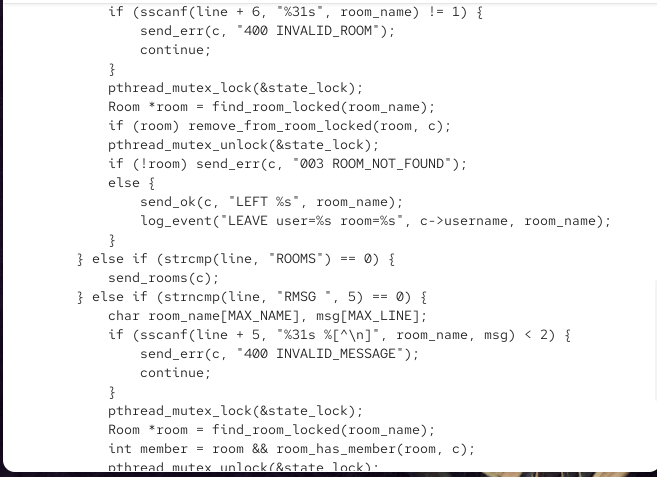 if (sscanf(line + 6, "%31s", room_name) != 1) {
send_err(c, "400 INVALID_ROOM");
continue;
}
pthread_mutex_lock(&state_lock);
Room *room = find_room_locked(room_name);
if (room) remove_from_room_locked(room, c);
pthread_mutex_unlock(&state_lock);
if (!room) send_err(c, "003 ROOM_NOT_FOUND");
else {
send_ok(c, "LEFT %s", room_name);
log_event("LEAVE user=%s room=%s", c->username, room_name);
}
} else if (strcmp(line, "ROOMS") == 0) {
send_rooms(c);
} else if (strncmp(line, "RMSG ", 5) == 0) {
char room_name[MAX_NAME], msg[MAX_LINE];
if (sscanf(line + 5, "%31s %[^\n]", room_name, msg) < 2) {
send_err(c, "400 INVALID_MESSAGE");
continue;
}
pthread_mutex_lock(&state_lock);
Room *room = find_room_locked(room_name);
int member = room && room_has_member(room, c);
pthread_mutex_unlock(&state_lock);